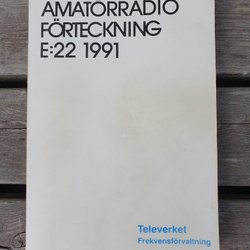 AMATÖRRADIO
FÖRTECKNING
E:22 1991
Televerket
Frekvensförvaltning